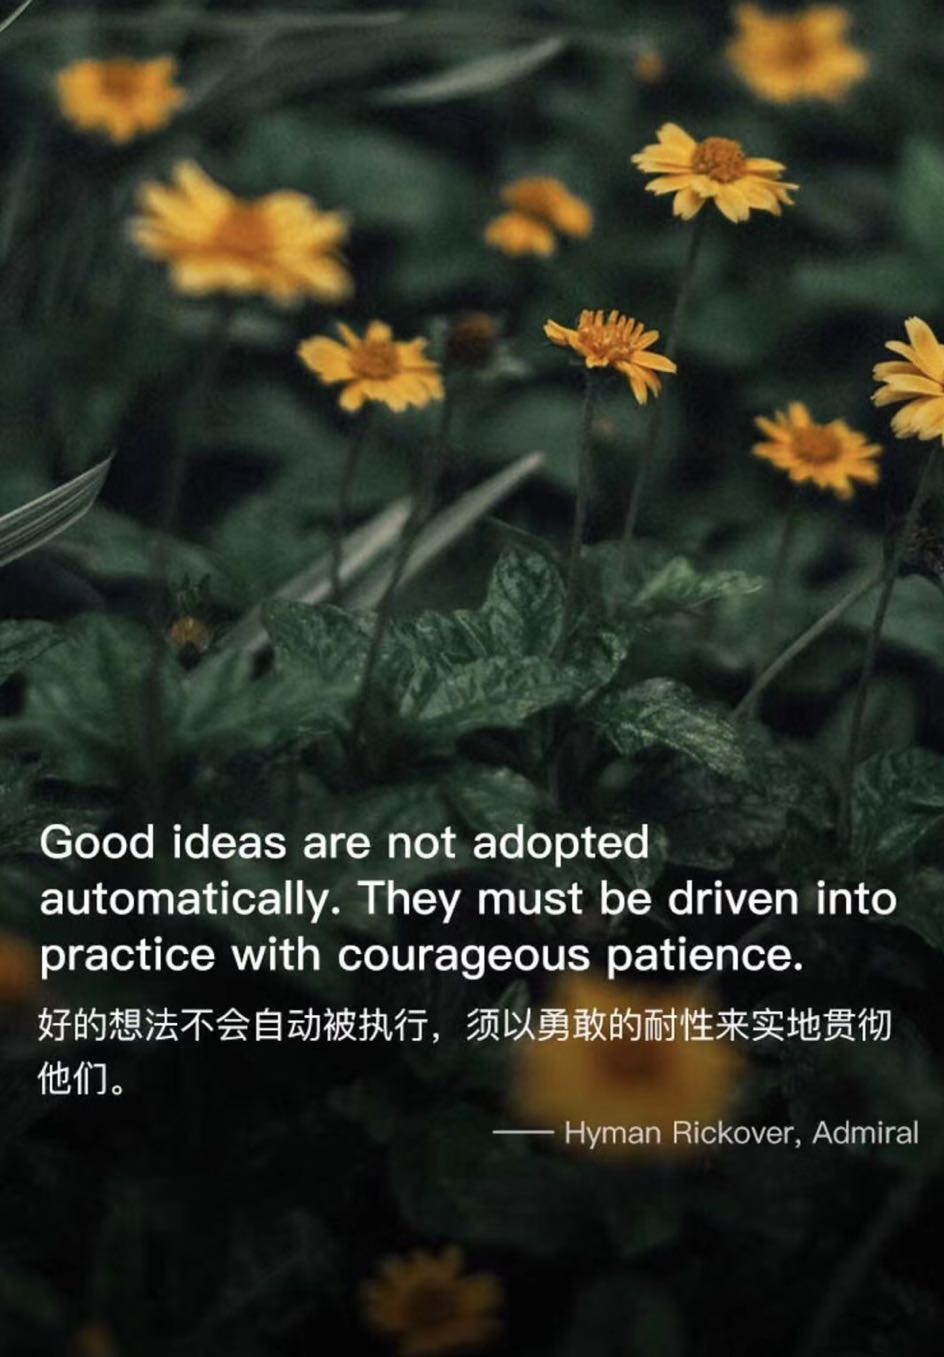 Good ideas are not adopted
automatically. They must be driven into
practice with courageous patience.
好的想法不会自动被执行，须以勇敢的耐性来实地贯彻
他们。
—— Hyman Rickover, Admiral